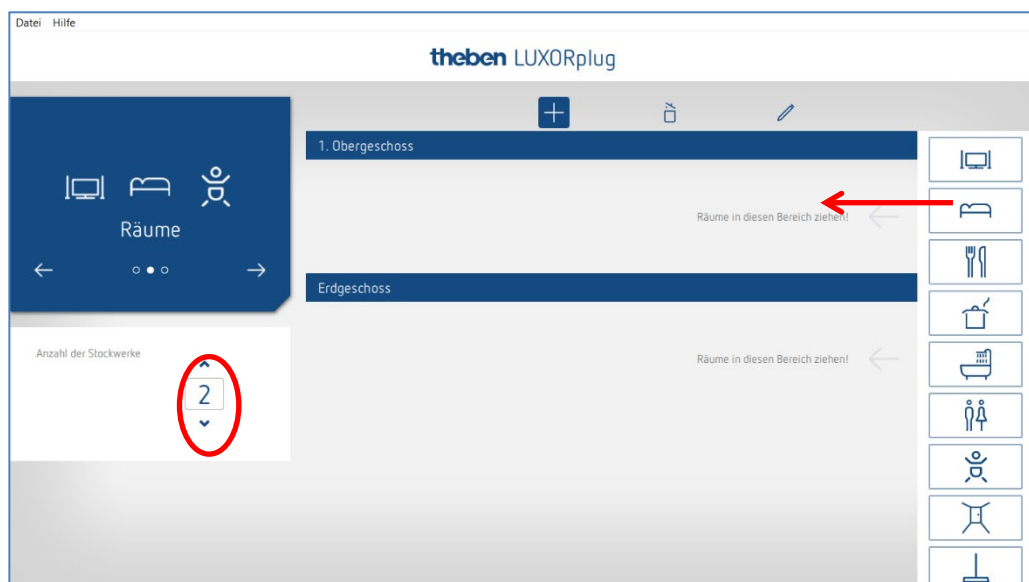 Datei Hilfe
theben LUXORplug
1. Obergeschoss
Räume in diesen Bereich ziehen!
Räume
Erdgeschoss
Anzahl der Stockwerke
2
Räume in diesen Bereich ziehen!